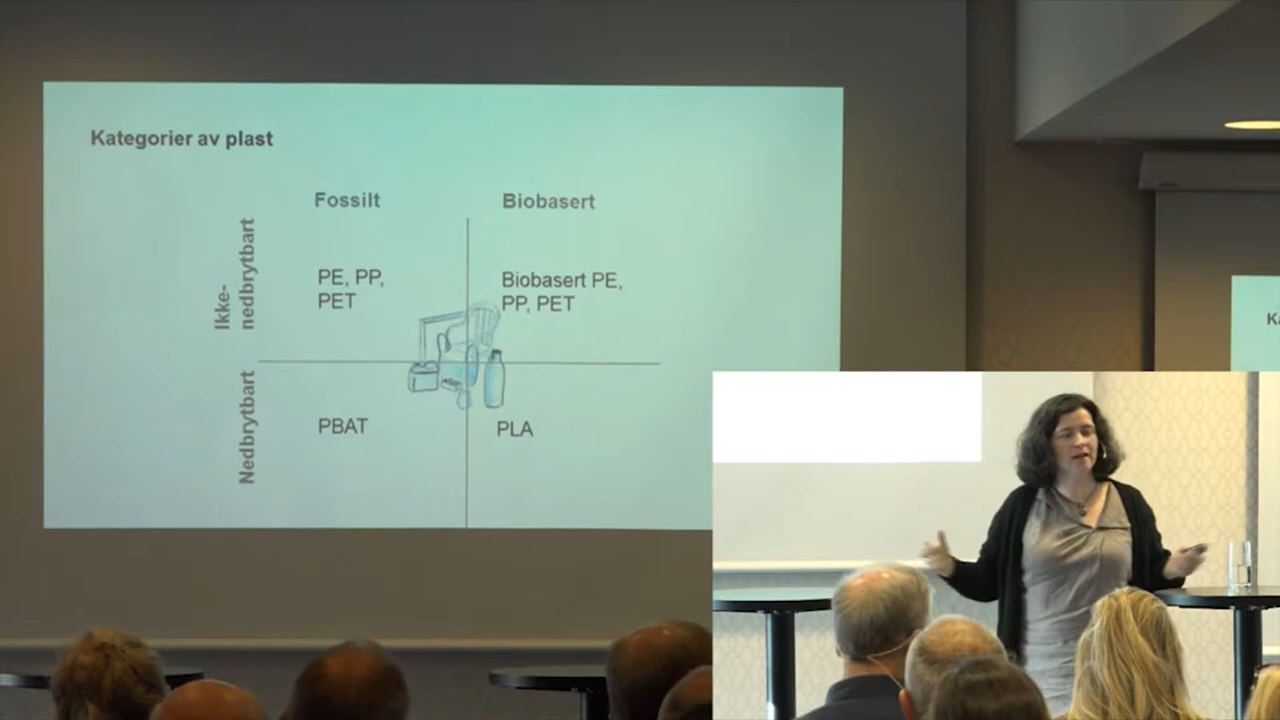 Kategorier av plast
Fossilt
Biobasert
Ikke-
nedbrytbart
PE, PP,
PET
Biobasert PE,
PP, PET
Nedbrytbart
PBAT
PLA